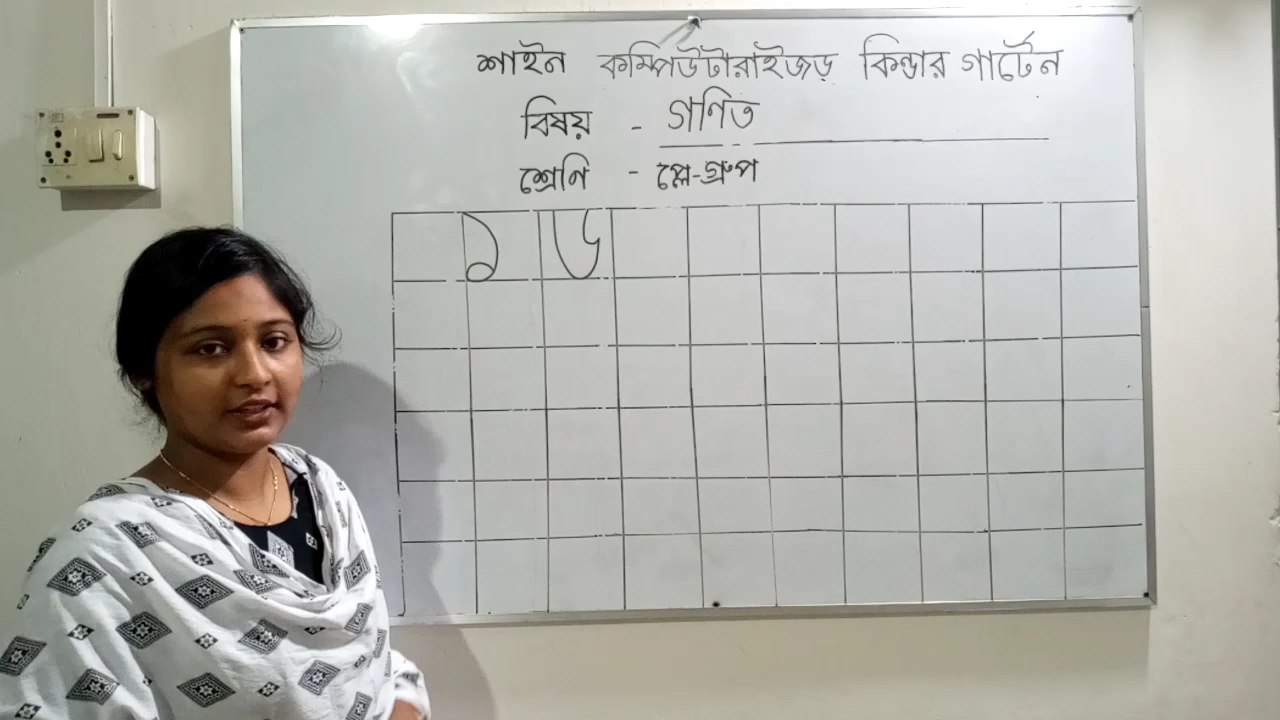 শাইন কম্পিউটারাইজড় কিন্ডার গার্টেন
বিষয় - গণিত
শ্রেণি - প্লে-গ্রুপ
১ ৬